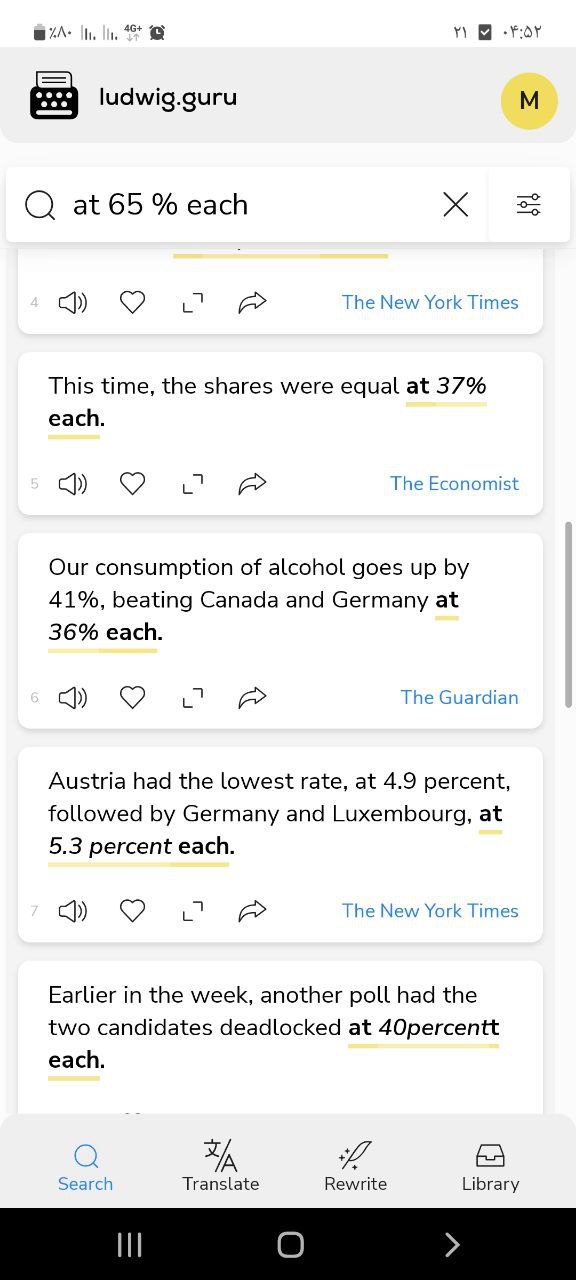 ٪۸۰ 4G+ ۲۱ ۰۴:۵۲
ludwig.guru
M
at 65 % each
4 The New York Times
This time, the shares were equal at 37%
each.
5 The Economist
Our consumption of alcohol goes up by
41%, beating Canada and Germany at
36% each.
6 The Guardian
Austria had the lowest rate, at 4.9 percent,
followed by Germany and Luxembourg, at
5.3 percent each.
7 The New York Times
Earlier in the week, another poll had the
two candidates deadlocked at 40percentt
each.
Search Translate Rewrite Library